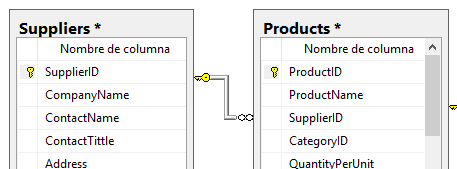 Suppliers *
Nombre de columna
SupplierID
CompanyName
ContactName
ContactTittle
Address
Products *
Nombre de columna
ProductID
ProductName
SupplierID
CategoryID
QuantityPerUnit